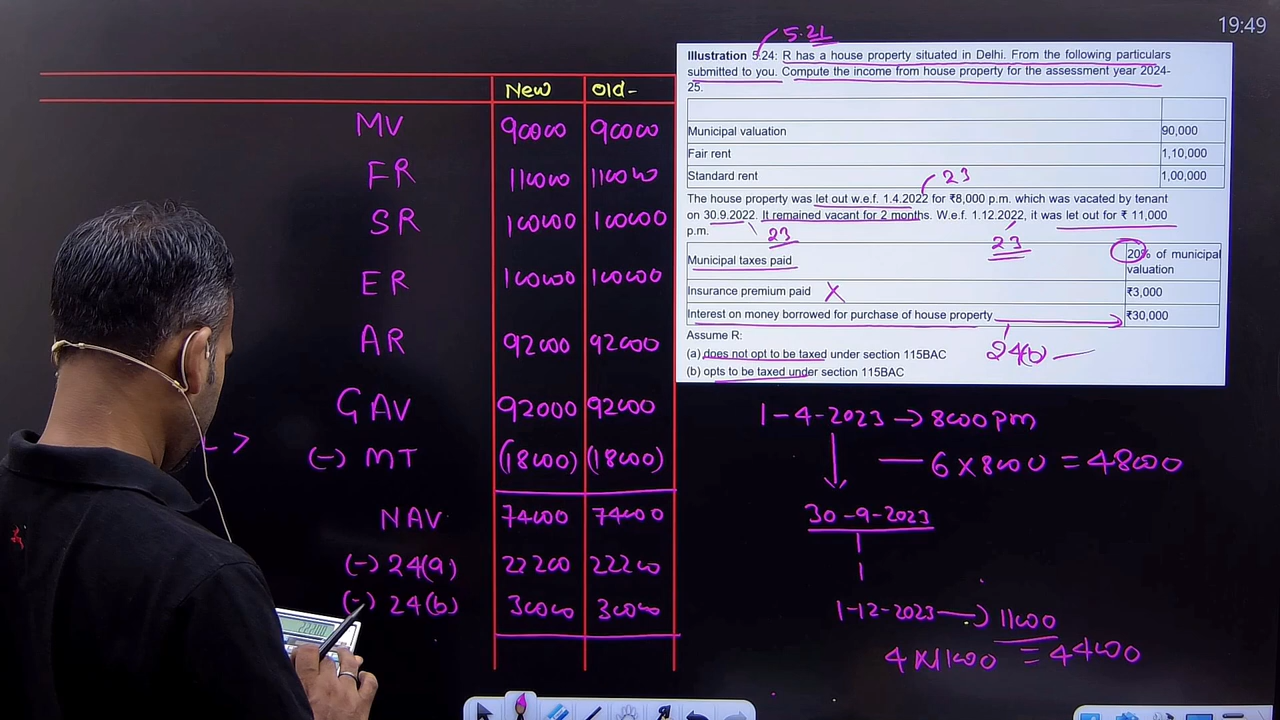 19:49
5.21
Illustration 5.24: R has a house property situated in Delhi. From the following particulars
submitted to you. Compute the income from house property for the assessment year 2024-
25.
Municipal valuation 90,000
Fair rent 1,10,000
Standard rent 1,00,000
23
The house property was let out w.e.f. 1.4.2022 for ₹8,000 p.m. which was vacated by tenant
on 30.9.2022. It remained vacant for 2 months. W.e.f. 1.12.2022, it was let out for ₹ 11,000
p.m.
23 23
Municipal taxes paid 20% of municipal
valuation
Insurance premium paid X ₹3,000
Interest on money borrowed for purchase of house property ₹30,000
Assume R:
24(b)
(a) does not opt to be taxed under section 115BAC
(b) opts to be taxed under section 115BAC
New old-
MV 90000 90000
FR 110000 110000
SR 100000 100000
ER 100000 100000
AR 92000 92000
GAV 92000 92000
(-) MT (18000) (18000)
NAV 74000 74000
(-) 24(a) 22200 22200
(-) 24(b) 30000 30000
1-4-2023 → 8000 pm
— 6 X 8000 = 48000
30-9-2023
1-12-2023 → 11000
4 X 11000 = 44000